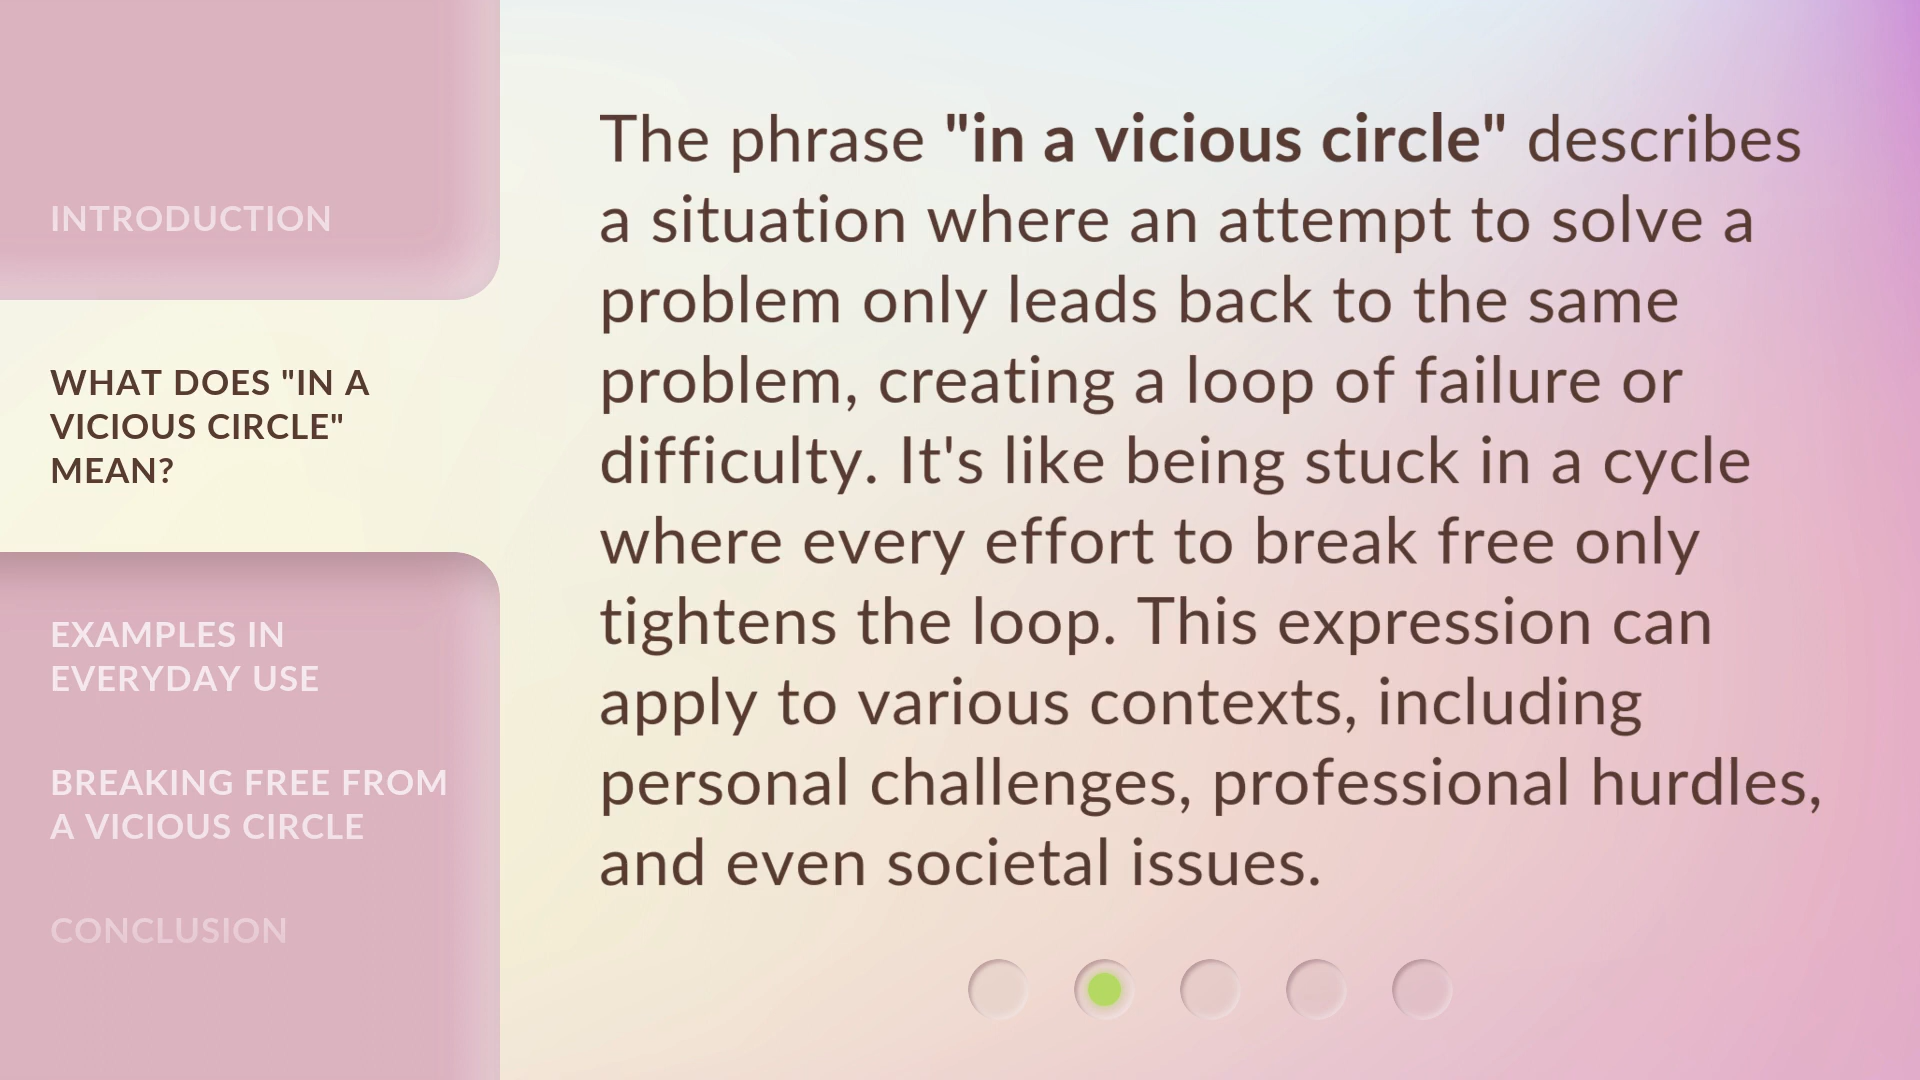 INTRODUCTION
WHAT DOES "IN A
VICIOUS CIRCLE"
MEAN?
EXAMPLES IN
EVERYDAY USE
BREAKING FREE FROM
A VICIOUS CIRCLE
CONCLUSION
The phrase "in a vicious circle" describes
a situation where an attempt to solve a
problem only leads back to the same
problem, creating a loop of failure or
difficulty. It's like being stuck in a cycle
where every effort to break free only
tightens the loop. This expression can
apply to various contexts, including
personal challenges, professional hurdles,
and even societal issues.